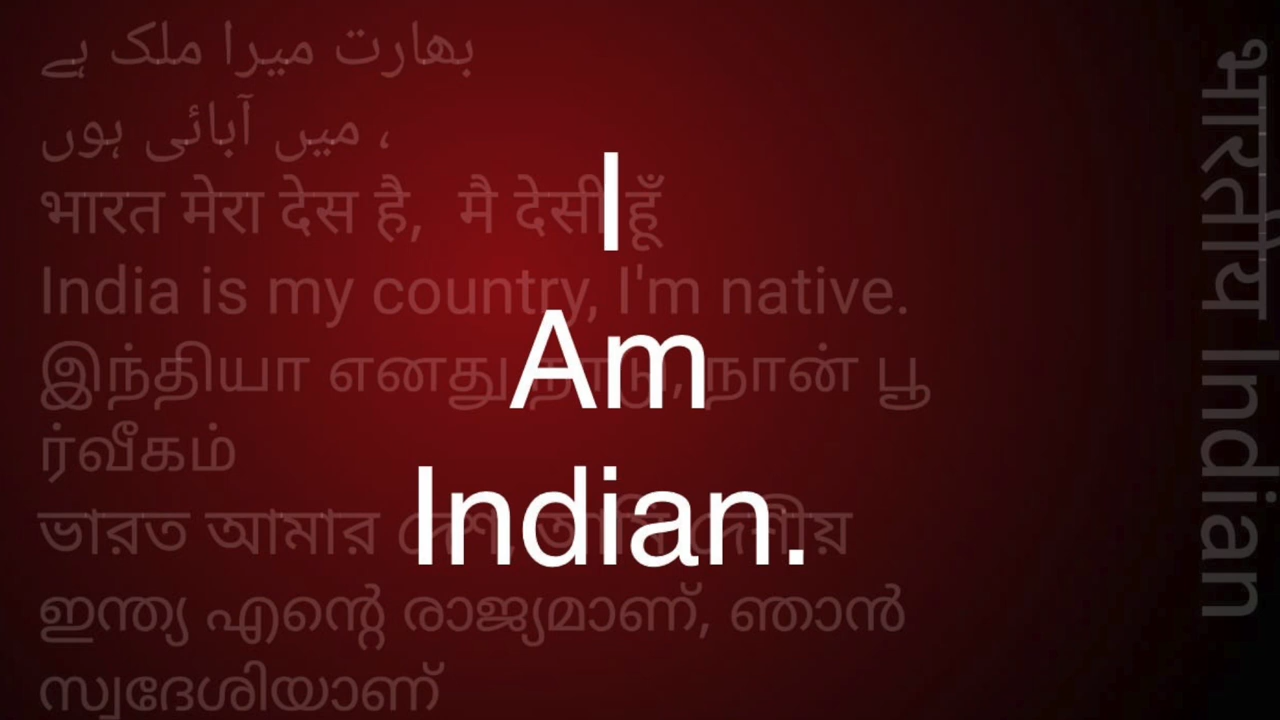 بھارت میرا ملک ہے
، میں آبائی ہوں
भारत मेरा देस है, मै देसी हूँ
India is my country, I'm native.
இந்தியா எனது நாடு, நான் பூ
ர்வீகம்
ভারত আমার দেশ, আমি দেশীয়
ഇന്ത്യ എന്റെ രാജ്യമാണ്, ഞാൻ
സ്വദേശിയാണ്
I
Am
Indian.
भारतीय Indian